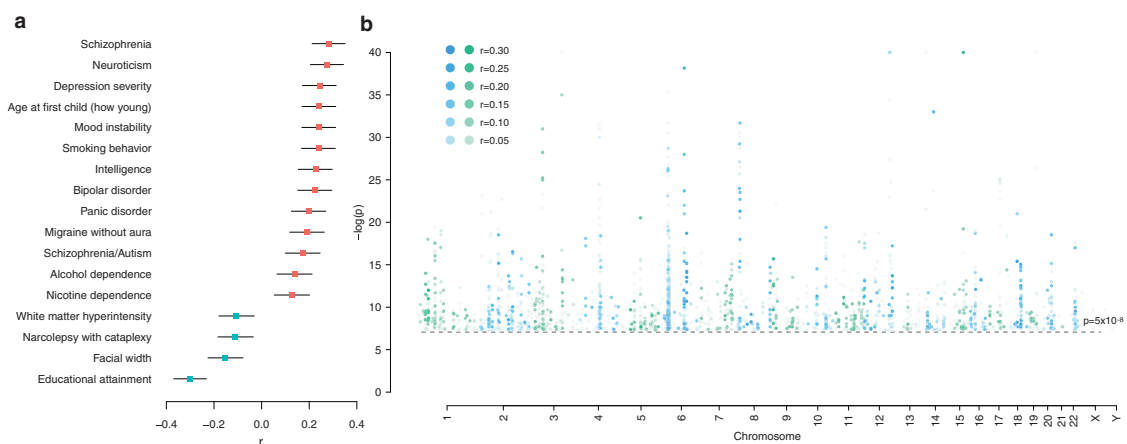 a
Schizophrenia
Neuroticism
Depression severity
Age at first child (how young)
Mood instability
Smoking behavior
Intelligence
Bipolar disorder
Panic disorder
Migraine without aura
Schizophrenia/Autism
Alcohol dependence
Nicotine dependence
White matter hyperintensity
Narcolepsy with cataplexy
Facial width
Educational attainment
−0.4 −0.2 0.0 0.2 0.4
r
b
40
35
30
25
20
15
10
5
0
−log(p)
r=0.30
r=0.25
r=0.20
r=0.15
r=0.10
r=0.05
p=5x10-8
1 2 3 4 5 6 7 8 9 10 11 12 13 14 15 16 17 18 19 20 21 22 X Y
Chromosome